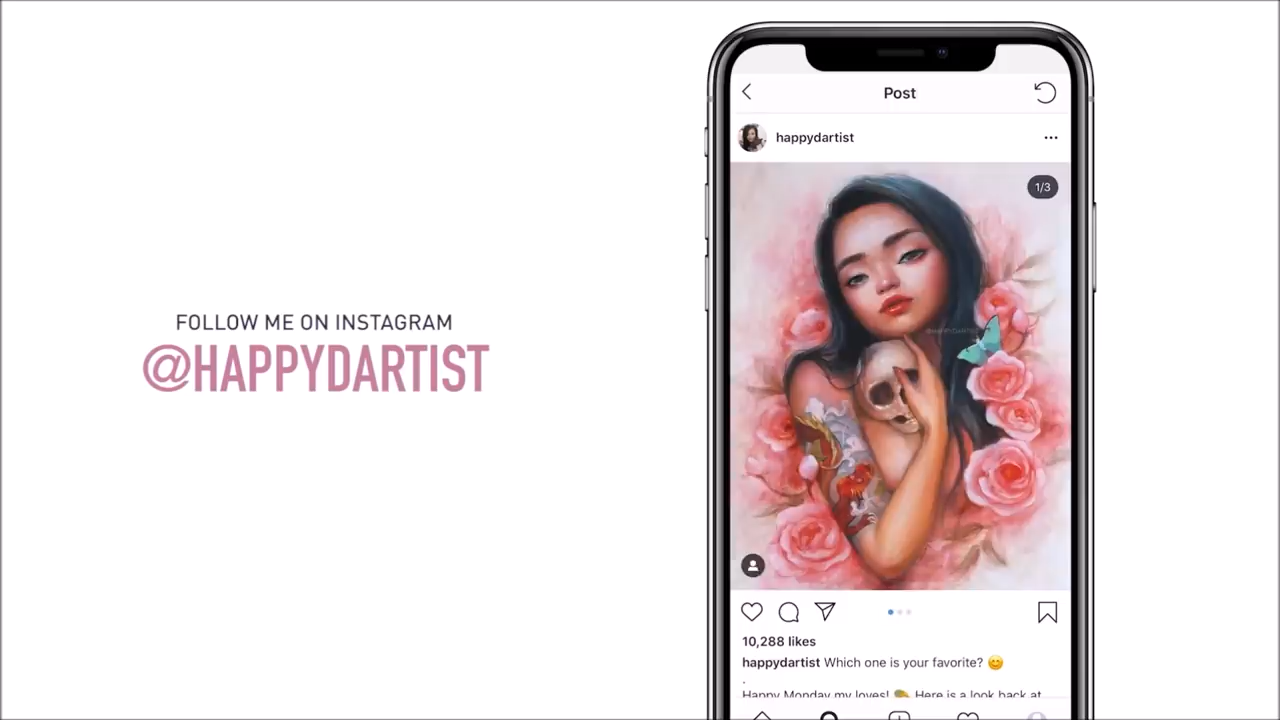 FOLLOW ME ON INSTAGRAM
@HAPPYDARTIST
Post
happydartist
1/3
@HAPPYDARTIST
10,288 likes
happydartist Which one is your favorite? 😊
.
Happy Monday my loves! 🎨 Here is a look back at